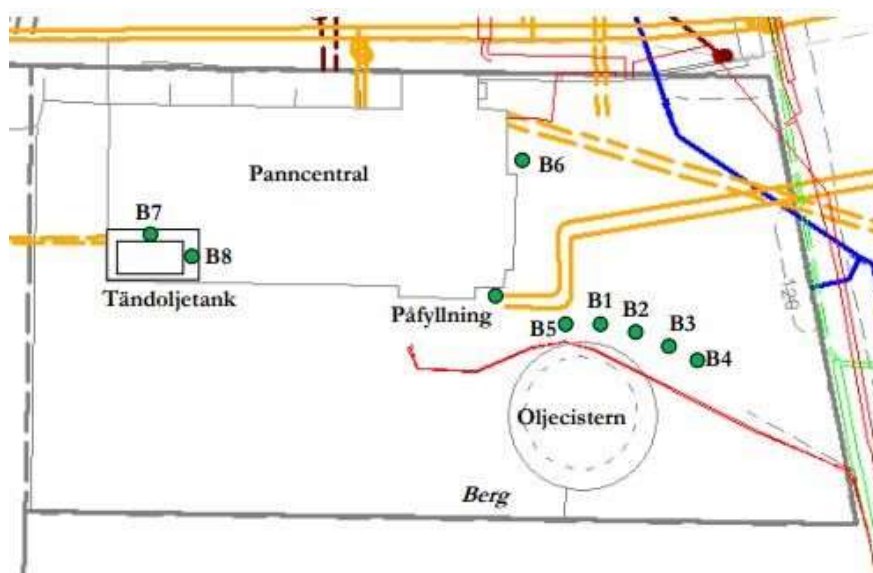 B6
Panncentral
B7
B8
Tändoljetank
Påfyllning
B5
B1
B2
B3
B4
Oljecistern
Berg